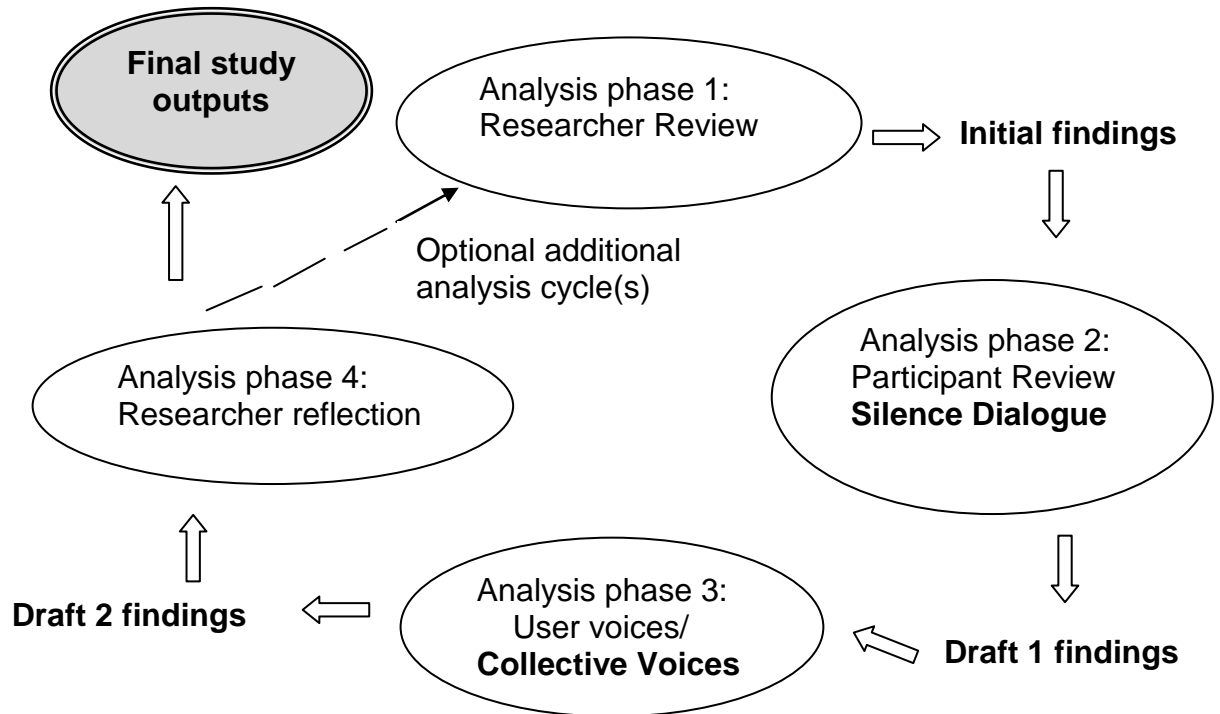 Final study
outputs
Analysis phase 1:
Researcher Review
Initial findings
Optional additional
analysis cycle(s)
Analysis phase 2:
Participant Review
Silence Dialogue
Analysis phase 4:
Researcher reflection
Analysis phase 3:
User voices/
Collective Voices
Draft 2 findings
Draft 1 findings